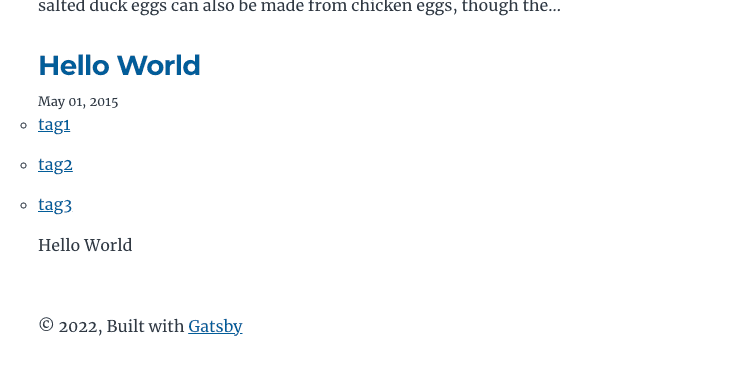 salted duck eggs can also be made from chicken eggs, though the…
Hello World
May 01, 2015
tag1
tag2
tag3
Hello World
© 2022, Built with Gatsby